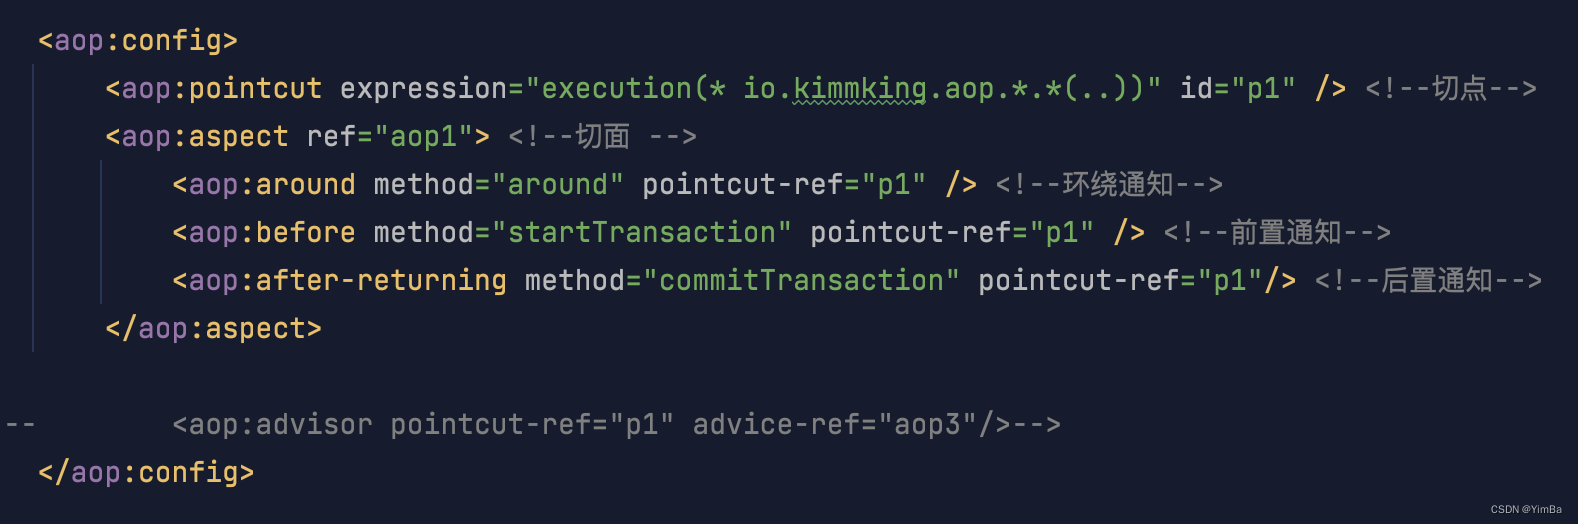 <aop:config>
<aop:pointcut expression="execution(* io.kimmking.aop.*.*(..))" id="p1" /> <!--切点-->
<aop:aspect ref="aop1"> <!--切面 -->
<aop:around method="around" pointcut-ref="p1" /> <!--环绕通知-->
<aop:before method="startTransaction" pointcut-ref="p1" /> <!--前置通知-->
<aop:after-returning method="commitTransaction" pointcut-ref="p1"/> <!--后置通知-->
</aop:aspect>
-- <aop:advisor pointcut-ref="p1" advice-ref="aop3"/>-->
</aop:config>
CSDN @YimBa